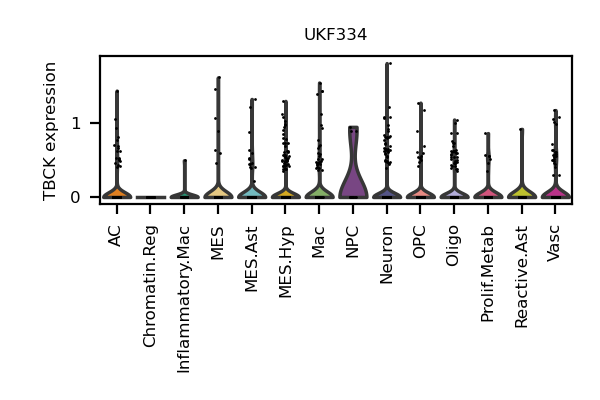 UKF334
TBCK expression
1
0
AC
Chromatin.Reg
Inflammatory.Mac
MES
MES.Ast
MES.Hyp
Mac
NPC
Neuron
OPC
Oligo
Prolif.Metab
Reactive.Ast
Vasc